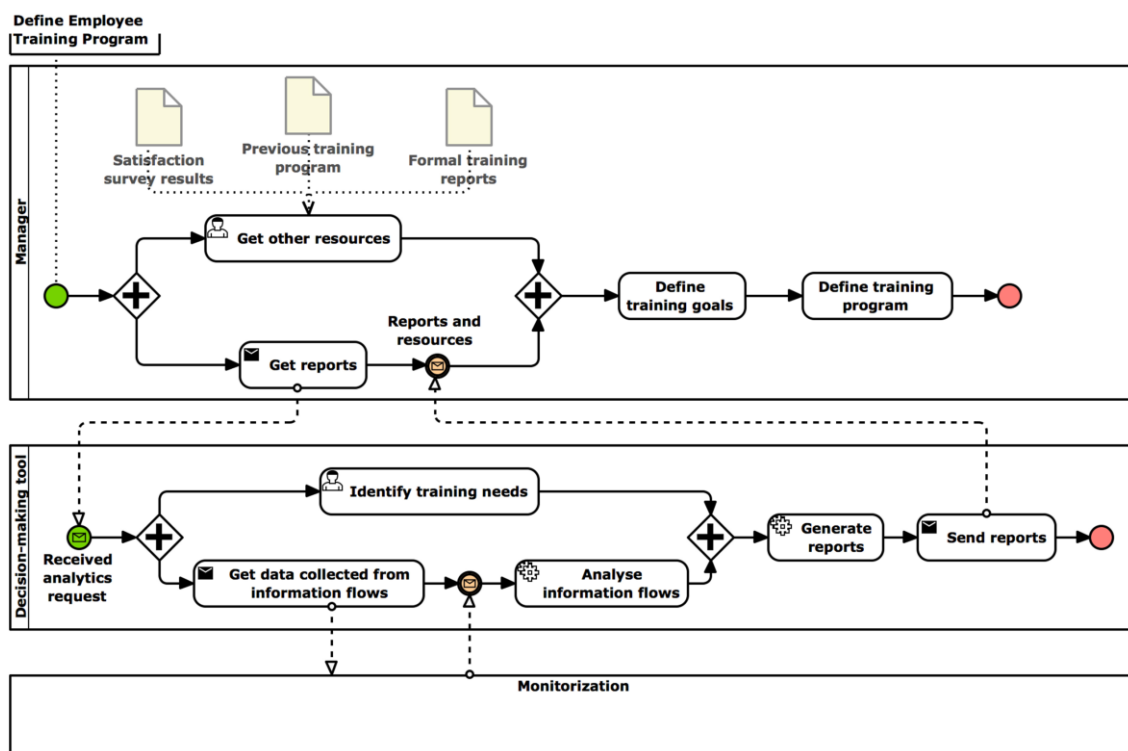 Define Employee
Training Program
Manager
Satisfaction
survey results
Previous training
program
Formal training
reports
Get other resources
Define
training goals
Define training
program
Reports and
resources
Get reports
Decision-making tool
Identify training needs
Received
analytics
request
Get data collected from
information flows
Analyse
information flows
Generate
reports
Send reports
Monitorization